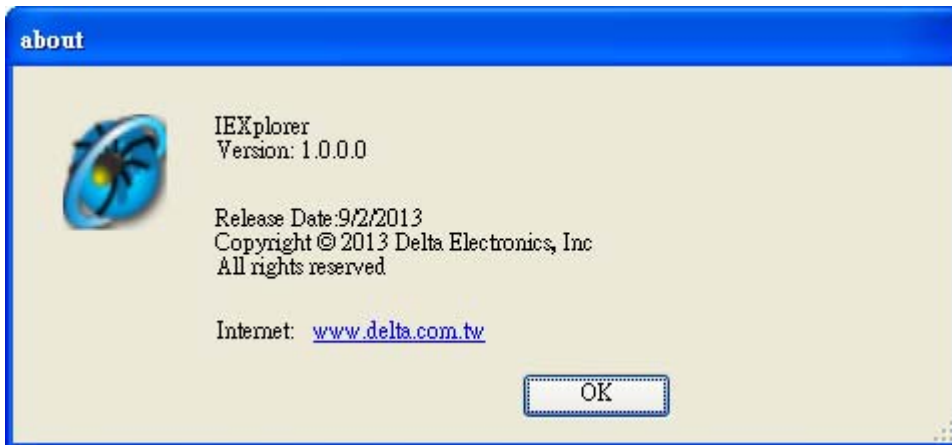 about
IEXplorer
Version: 1.0.0.0
Release Date:9/2/2013
Copyright © 2013 Delta Electronics, Inc
All rights reserved
Internet: www.delta.com.tw
OK